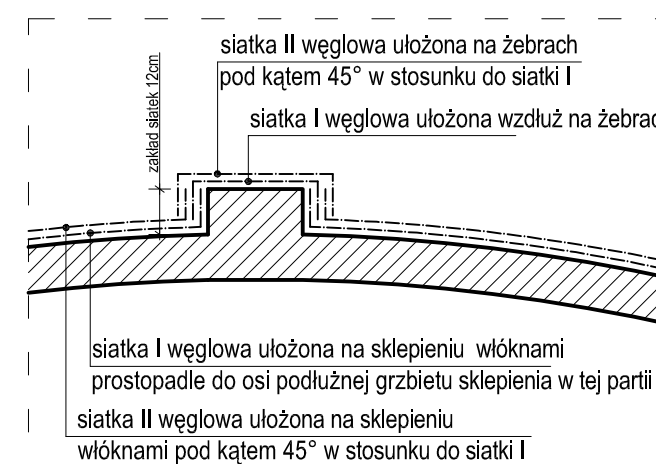 siatka II węglowa ułożona na żebrach
pod kątem 45° w stosunku do siatki I
zakład siatek 12cm
siatka I węglowa ułożona wzdłuż na żebrac
siatka I węglowa ułożona na sklepieniu włóknami
prostopadle do osi podłużnej grzbietu sklepienia w tej partii
siatka II węglowa ułożona na sklepieniu
włóknami pod kątem 45° w stosunku do siatki I